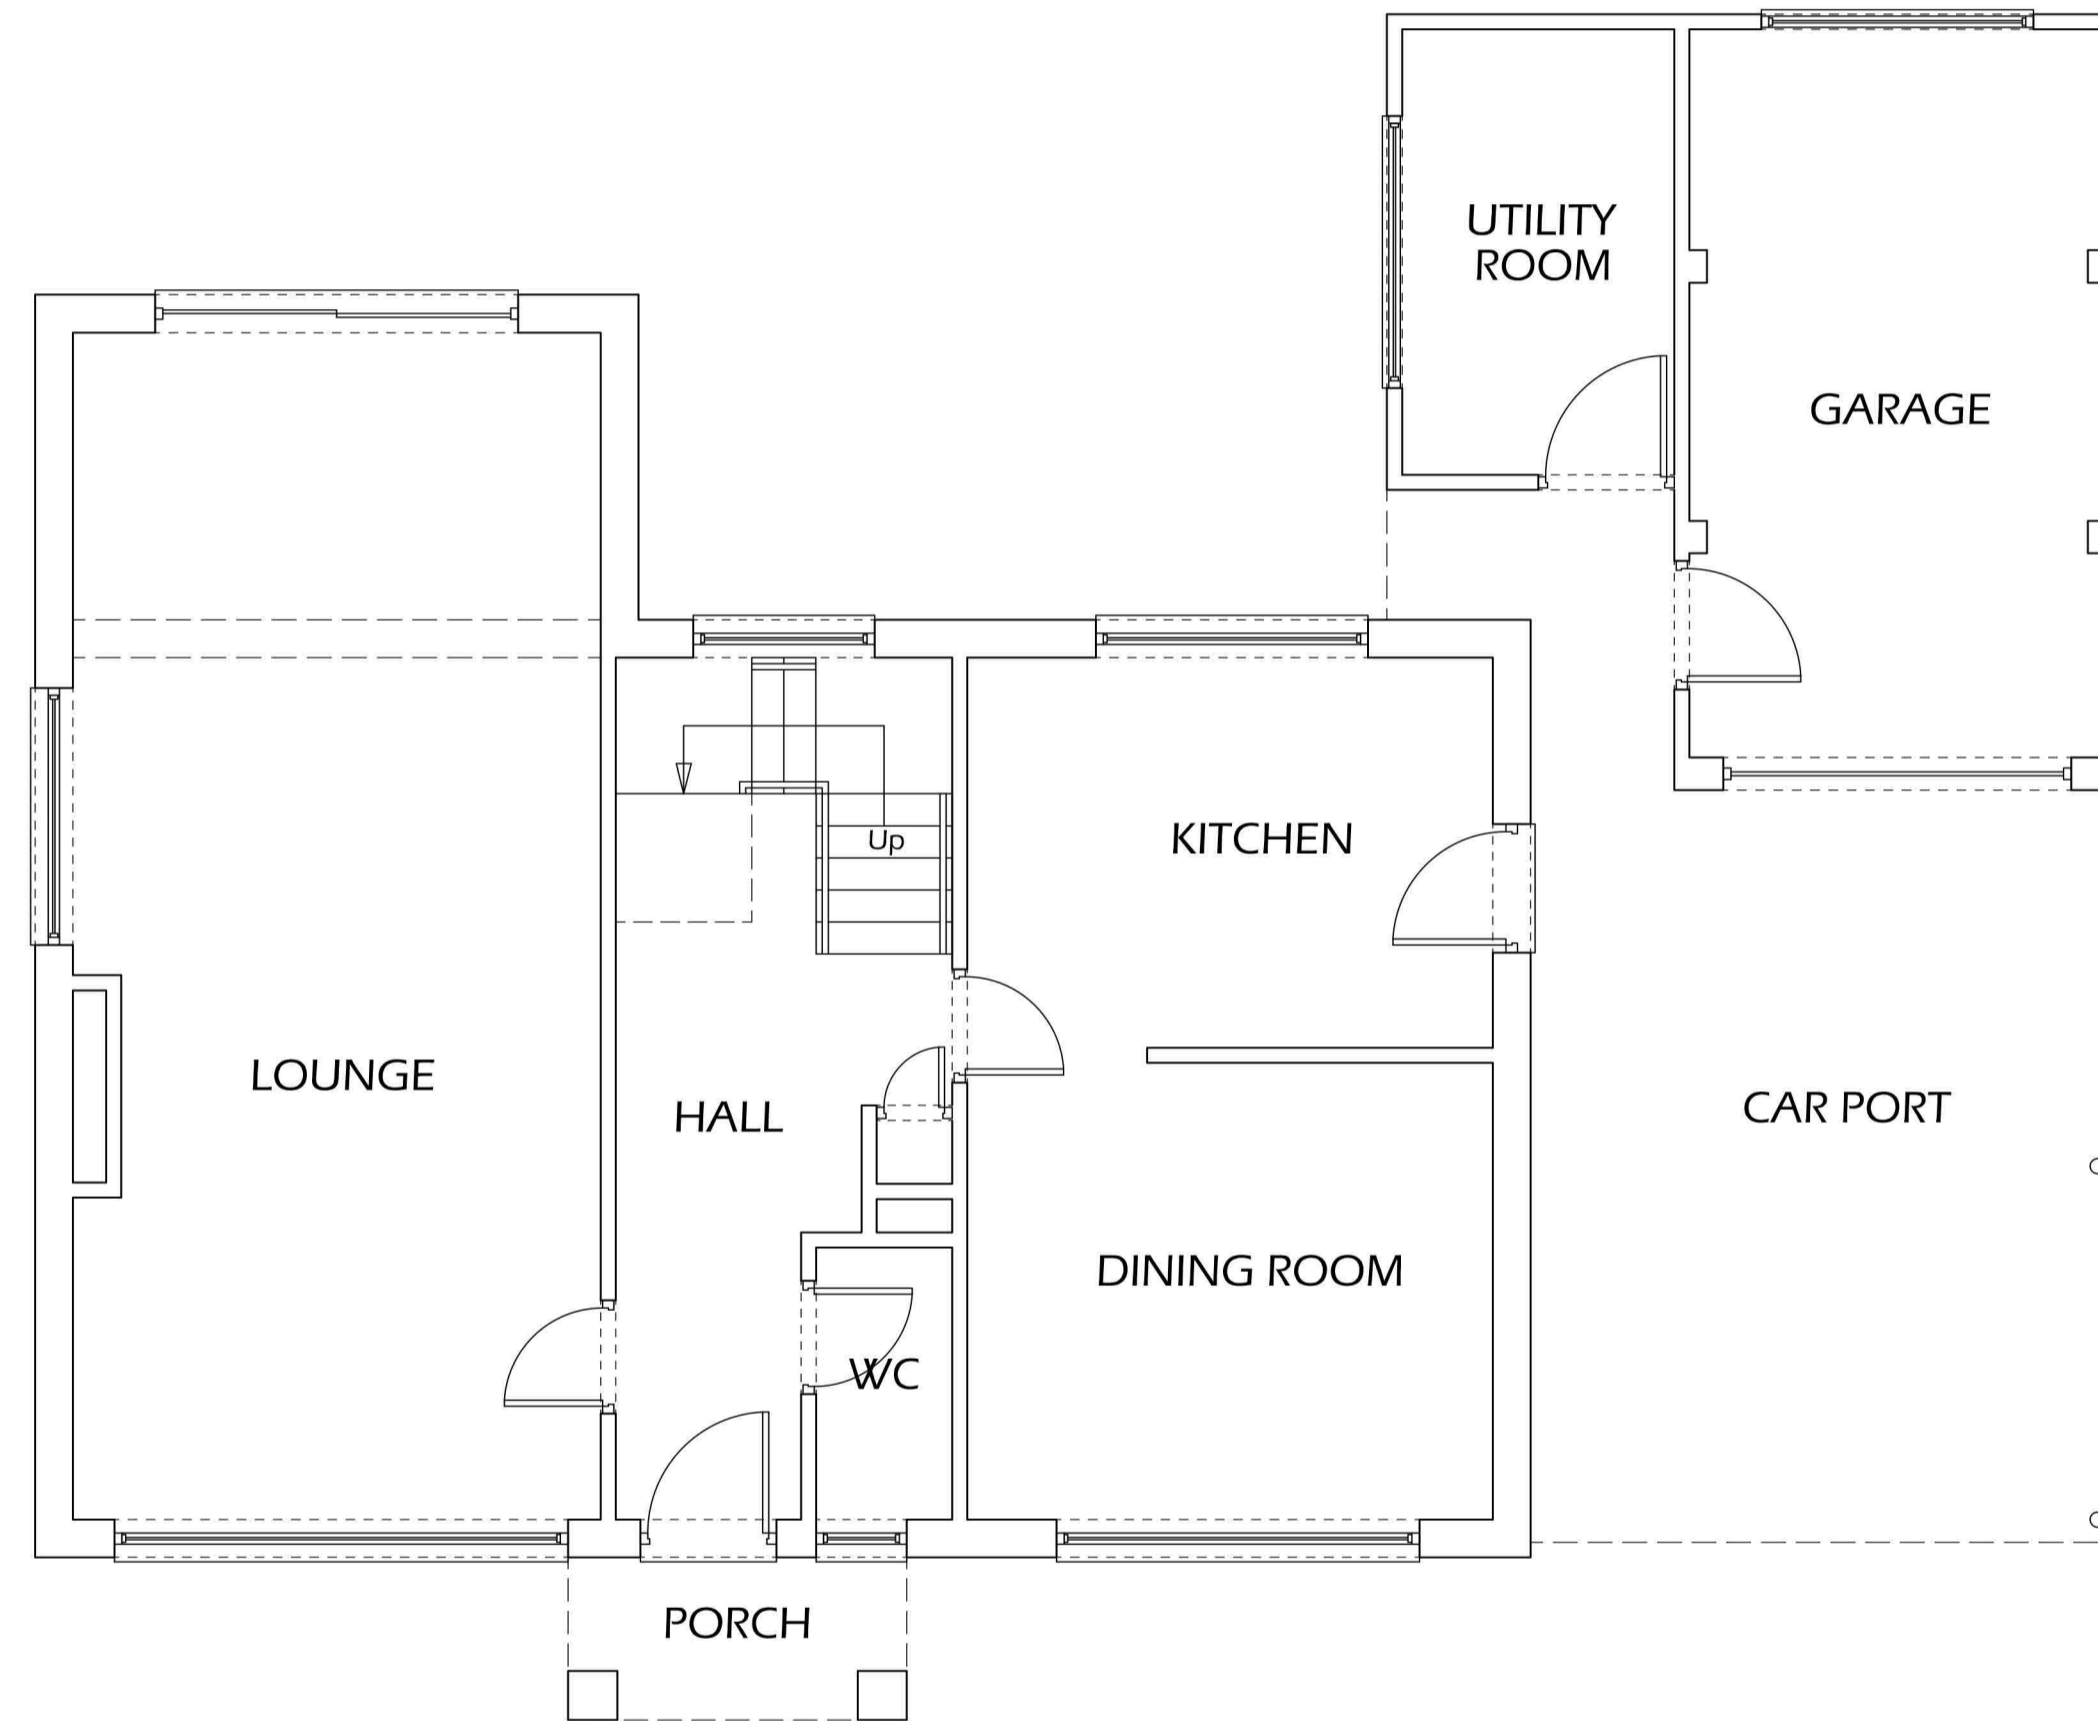 UTILITY
ROOM
GARAGE
KITCHEN
Up
LOUNGE
HALL
CAR PORT
DINING ROOM
WC
PORCH